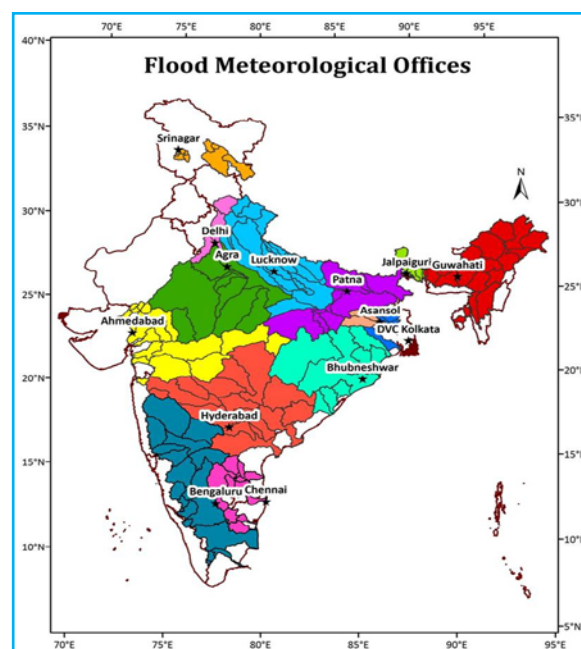 70°E 75°E 80°E 85°E 90°E 95°E
Flood Meteorological Offices
40°N
35°N 35°N
Srinagar
N
30°N 30°N
Delhi
Agra Lucknow Jalpaiguri Guwahati
Patna
25°N 25°N
Asansol
Ahmedabad DVC Kolkata
20°N 20°N
Bhubneshwar
Hyderabad
15°N 15°N
Bengaluru Chennai
10°N 10°N
5°N
70°E 75°E 80°E 85°E 90°E 95°E